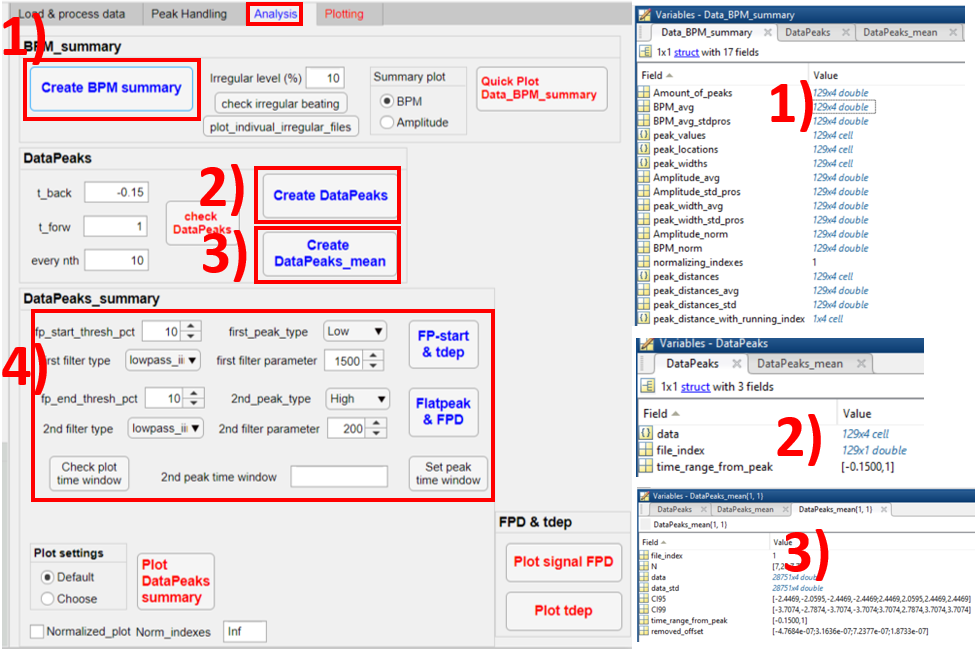 Load & process data
Peak Handling
Analysis
Plotting
1)
BPM_summary
Create BPM summary
Irregular level (%)
10
check irregular beating
plot_indivual_irregular_files
Summary plot
BPM
Amplitude
Quick Plot
Data_BPM_summary
DataPeaks
t_back
-0.15
t_forw
1
every nth
10
check
DataPeaks
2)
Create DataPeaks
3)
Create
DataPeaks_mean
DataPeaks_summary
4)
fp_start_thresh_pct
10
first_peak_type
Low
FP-start
& tdep
first filter type
lowpass_ii
first filter parameter
1500
fp_end_thresh_pct
10
2nd_peak_type
High
Flatpeak
& FPD
2nd filter type
lowpass_ii
2nd filter parameter
200
Check plot
time window
2nd peak time window
Set peak
time window
FPD & tdep
Plot signal FPD
Plot tdep
Plot settings
Default
Choose
Plot
DataPeaks
summary
Normalized_plot
Norm_indexes
Inf
Variables - Data_BPM_summary
Data_BPM_summary
DataPeaks
DataPeaks_mean
1x1 struct with 17 fields
Field
Value
1)
Amount_of_peaks 129x4 double
BPM_avg 129x4 double
BPM_avg_stdpros 129x4 double
peak_values 129x4 cell
peak_locations 129x4 cell
peak_widths 129x4 cell
Amplitude_avg 129x4 double
Amplitude_std_pros 129x4 double
peak_width_avg 129x4 double
peak_width_std_pros 129x4 double
Amplitude_norm 129x4 double
BPM_norm 129x4 double
normalizing_indexes 1
peak_distances 129x4 cell
peak_distances_avg 129x4 double
peak_distances_std 129x4 double
peak_distance_with_running_index 1x4 cell
Variables - DataPeaks
DataPeaks
DataPeaks_mean
1x1 struct with 3 fields
Field
Value
2)
data 129x4 cell
file_index 129x1 double
time_range_from_peak [-0.1500,1]
Variables - DataPeaks_mean(1, 1)
DataPeaks
DataPeaks_mean
DataPeaks_mean(1, 1)
DataPeaks_mean(1, 1)
Field
Value
3)
file_index 1
N
data 28751x4 double
data_std 28751x4 double
CI95 [-2.4469,-2.0595,-2.4469,-2.4469;2.4469,2.0595,2.4469,2.4469]
CI99 [-3.7074,-2.7874,-3.7074,-3.7074;3.7074,2.7874,3.7074,3.7074]
time_range_from_peak [-0.1500,1]
removed_offset [-4.7684e-07;3.1636e-07;7.2377e-07;1.8733e-07]